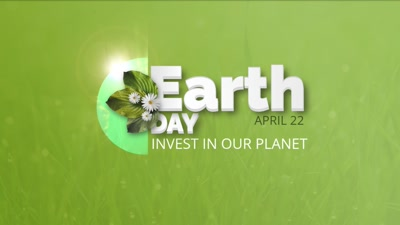 Earth
DAY
APRIL 22
INVEST IN OUR PLANET